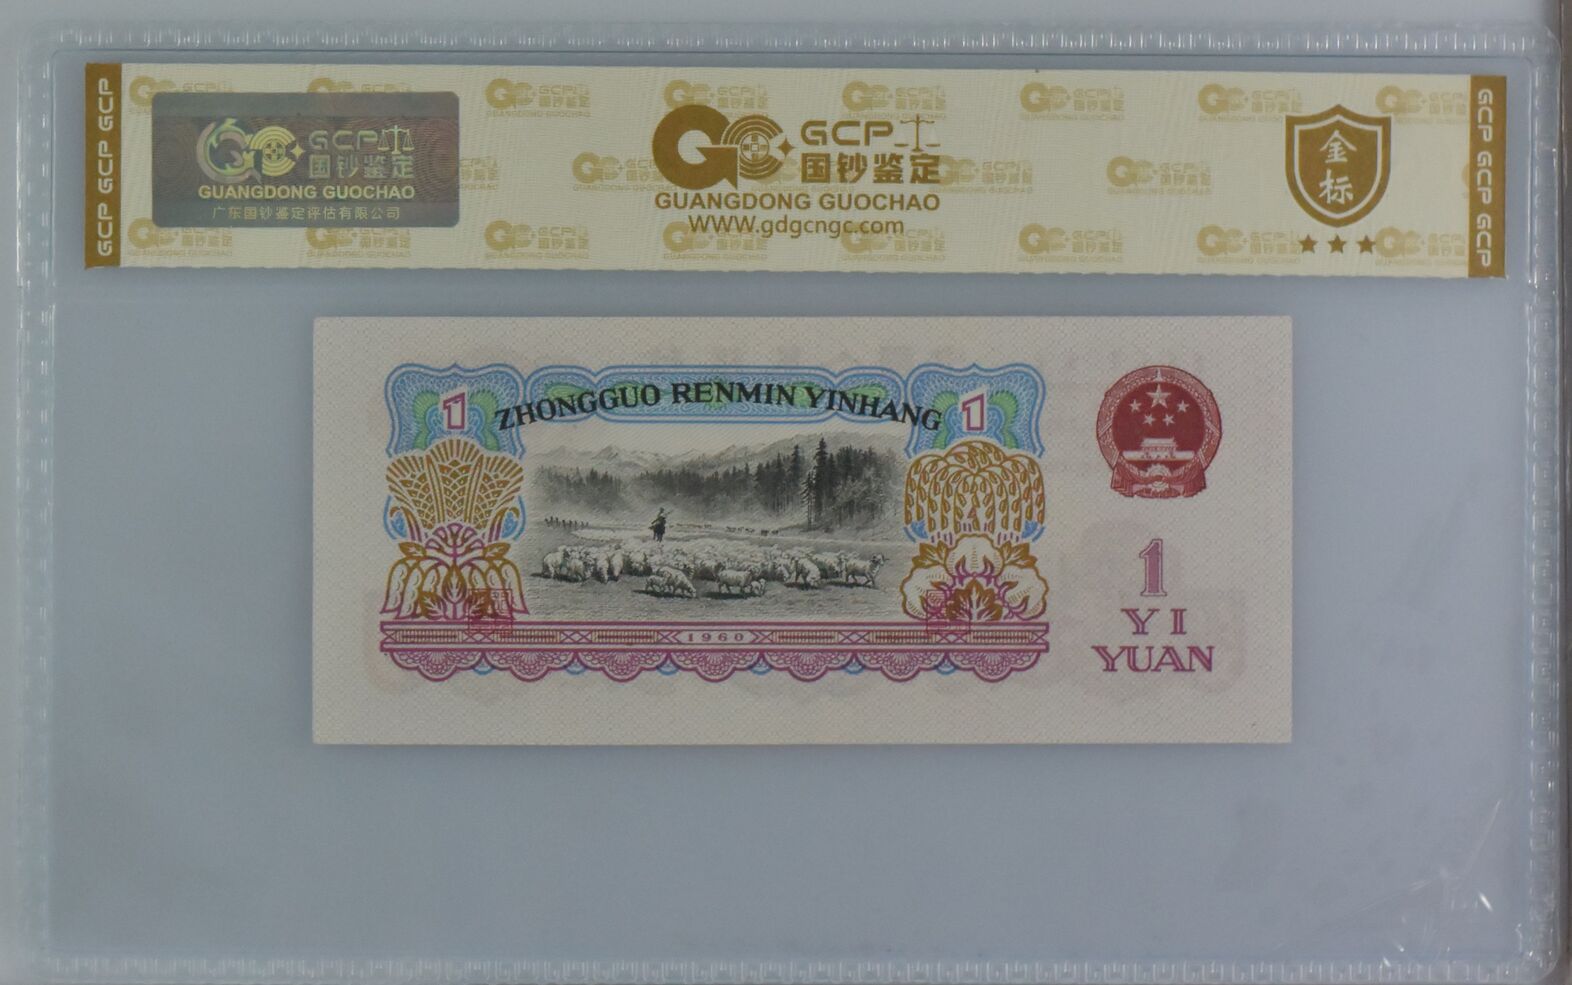 GCP GCP GCP
GCP
国钞鉴定
GUANGDONG GUOCHAO
广东国钞鉴定评估有限公司
GCP
国钞鉴定
GUANGDONG GUOCHAO
WWW.gdgcngc.com
金标
GCP GCP GCP
ZHONGGUO RENMIN YINHANG
1
1
1960
1
YI
YUAN